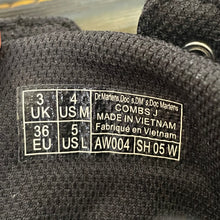 3 UK
4 US M
36 EU
5 US L
Dr.Martens, Doc's, DM's, Doc Martens
COMBS J
MADE IN VIETNAM
Fabriqué en Vietnam
AW004 SH 05 W